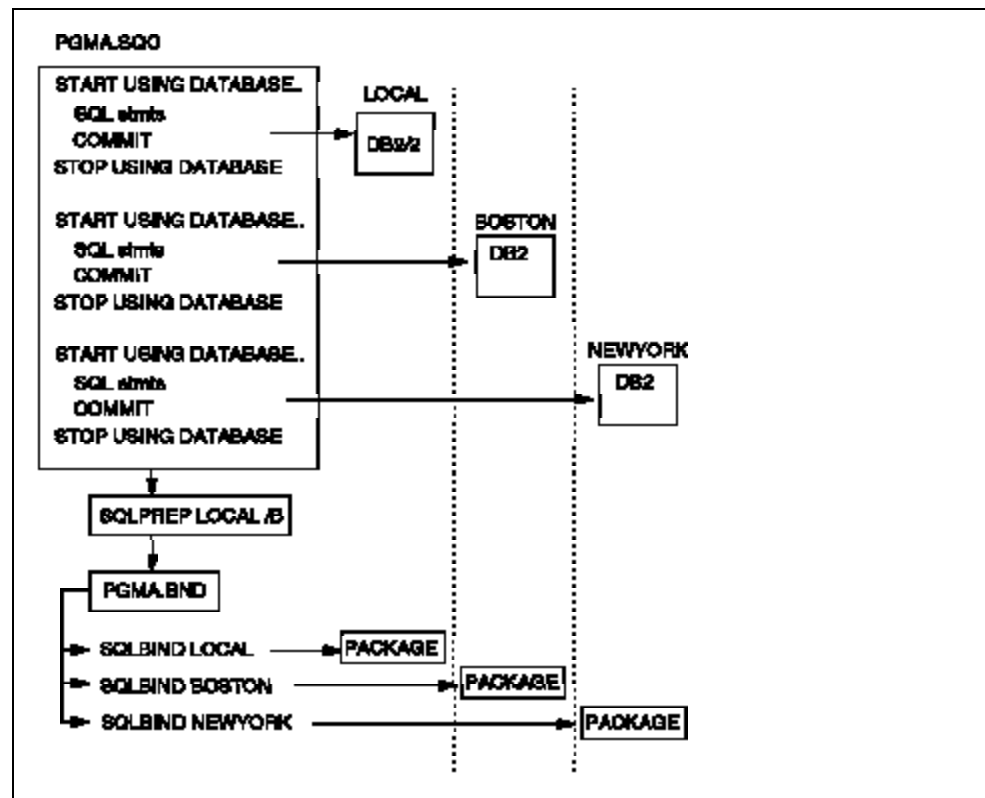 PGMA.SQC
START USING DATABASE..
SQL stmts
COMMIT
STOP USING DATABASE
LOCAL
DB2/2
START USING DATABASE..
SQL stmts
COMMIT
STOP USING DATABASE
BOSTON
DB2
START USING DATABASE..
SQL stmts
COMMIT
STOP USING DATABASE
NEWYORK
DB2
SQLPREP LOCAL /B
PGMA.BND
SQLBIND LOCAL
PACKAGE
SQLBIND BOSTON
PACKAGE
SQLBIND NEWYORK
PACKAGE